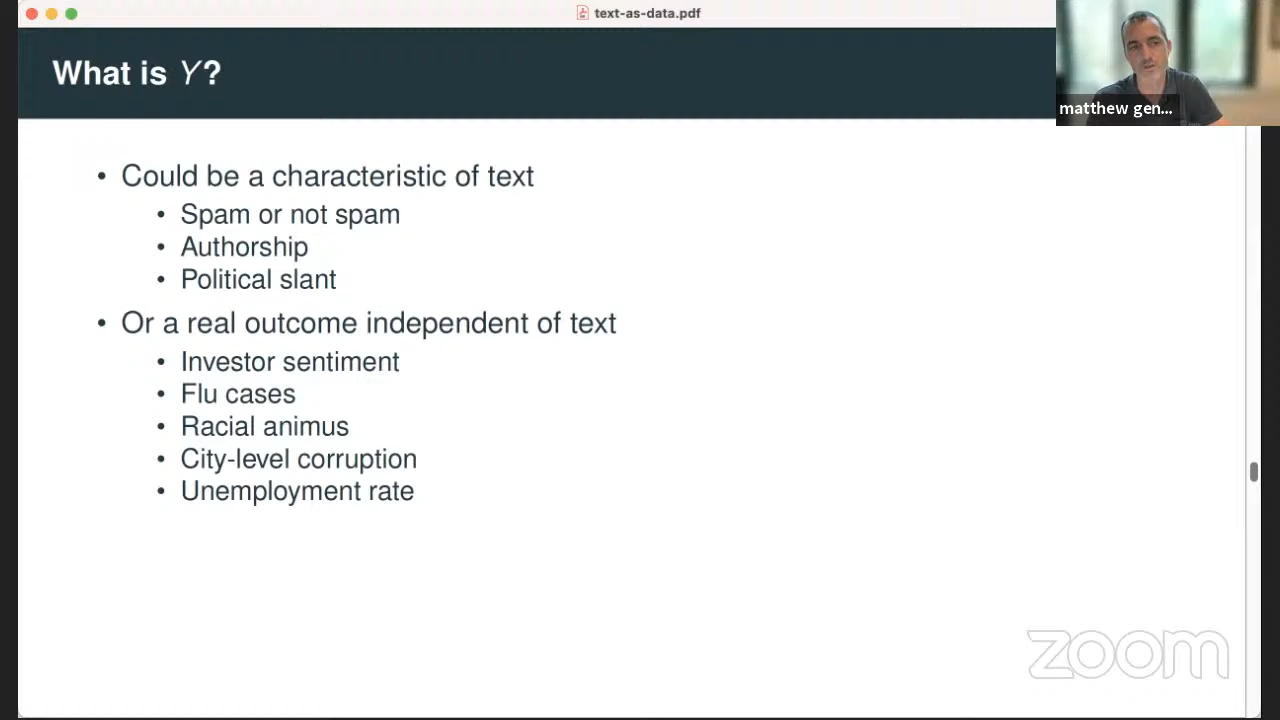 text-as-data.pdf
What is Y?
matthew gen...
• Could be a characteristic of text
• Spam or not spam
• Authorship
• Political slant
• Or a real outcome independent of text
• Investor sentiment
• Flu cases
• Racial animus
• City-level corruption
• Unemployment rate
zoom